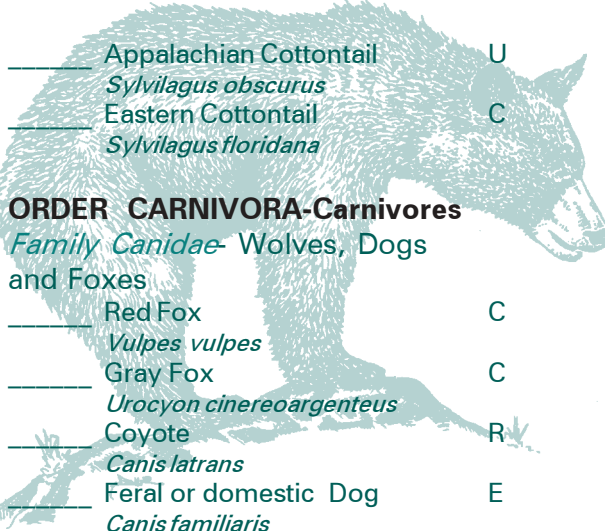 ______ Appalachian Cottontail U
Sylvilagus obscurus
______ Eastern Cottontail C
Sylvilagus floridana
ORDER CARNIVORA-Carnivores
Family Canidae- Wolves, Dogs
and Foxes
______ Red Fox C
Vulpes vulpes
______ Gray Fox C
Urocyon cinereoargenteus
______ Coyote R
Canis latrans
______ Feral or domestic Dog E
Canis familiaris